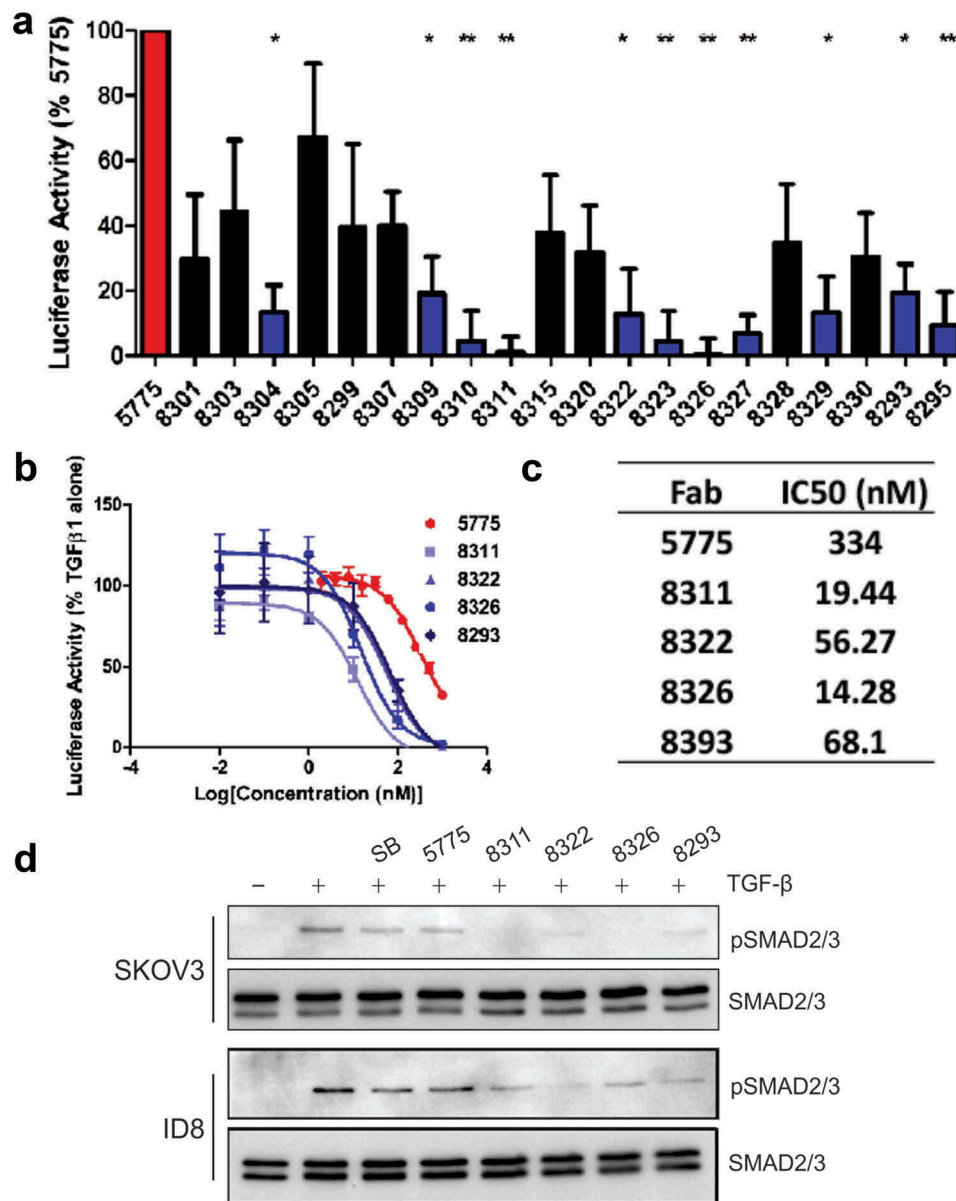 a
Luciferase Activity (% 5775)
100
80
60
40
20
0
* * ** ** * ** ** ** * * **
5775 8301 8303 8304 8305 8299 8307 8309 8310 8311 8315 8320 8322 8323 8326 8327 8328 8329 8330 8293 8295
b
Luciferase Activity (% TGFβ1 alone)
150
100
50
0
-4 -2 0 2 4
Log[Concentration (nM)]
5775
8311
8322
8326
8293
c
Fab IC50 (nM)
5775 334
8311 19.44
8322 56.27
8326 14.28
8393 68.1
d
SB 5775 8311 8322 8326 8293
– + + + + + + + TGF-β
SKOV3
pSMAD2/3
SMAD2/3
ID8
pSMAD2/3
SMAD2/3